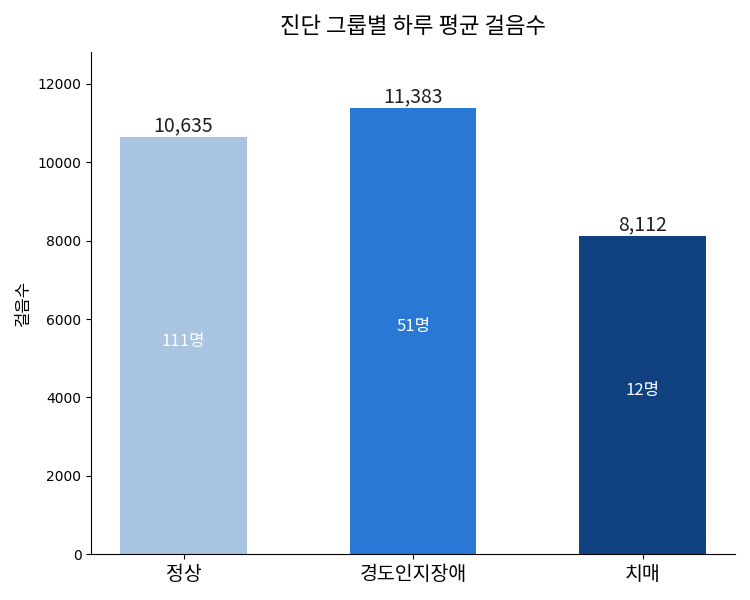 진단 그룹별 하루 평균 걸음수
걸음수
12000
10000
8000
6000
4000
2000
0
10,635
11,383
8,112
111명
51명
12명
정상
경도인지장애
치매